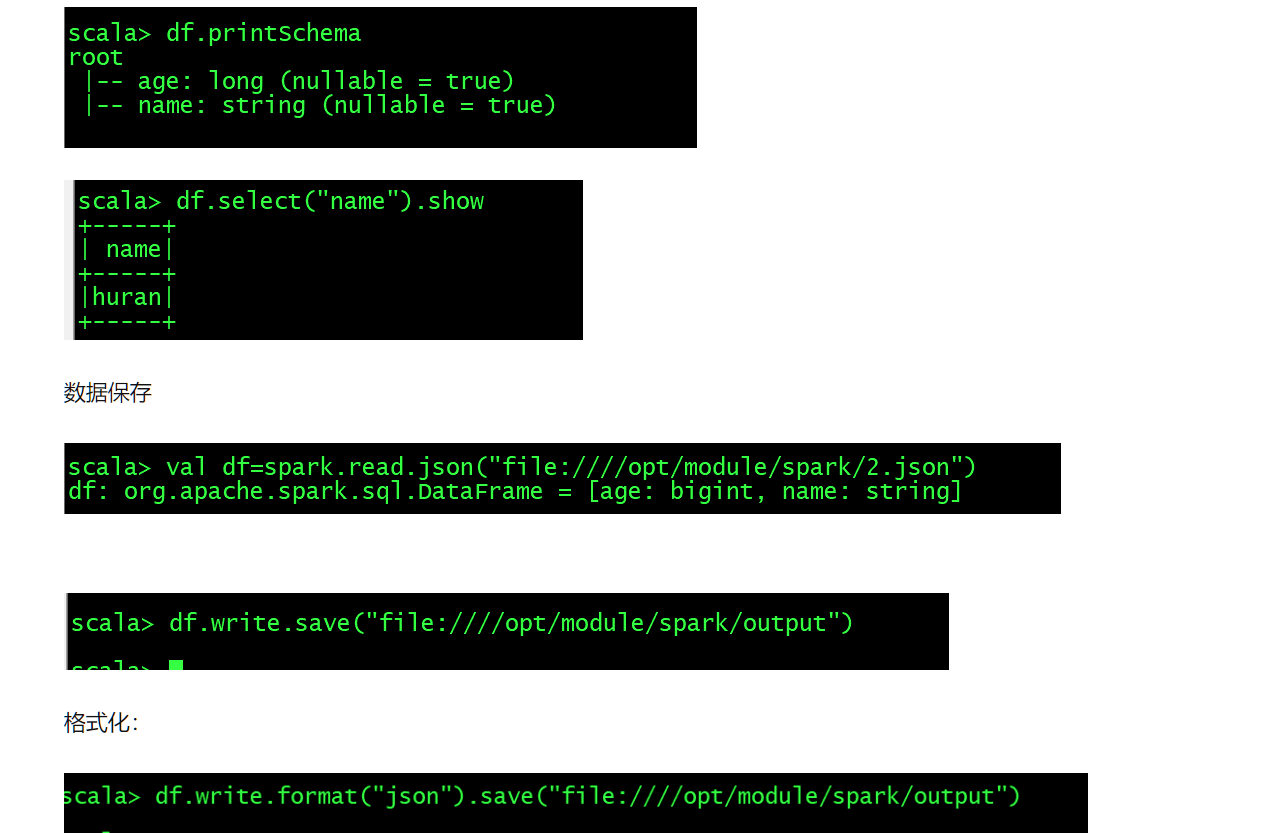 scala> df.printSchema
root
 |-- age: long (nullable = true)
 |-- name: string (nullable = true)
scala> df.select("name").show
+-----+
| name|
+-----+
|huran|
+-----+
数据保存
scala> val df=spark.read.json("file:////opt/module/spark/2.json")
df: org.apache.spark.sql.DataFrame = [age: bigint, name: string]
scala> df.write.save("file:////opt/module/spark/output")
scala>
格式化：
scala> df.write.format("json").save("file:////opt/module/spark/output")